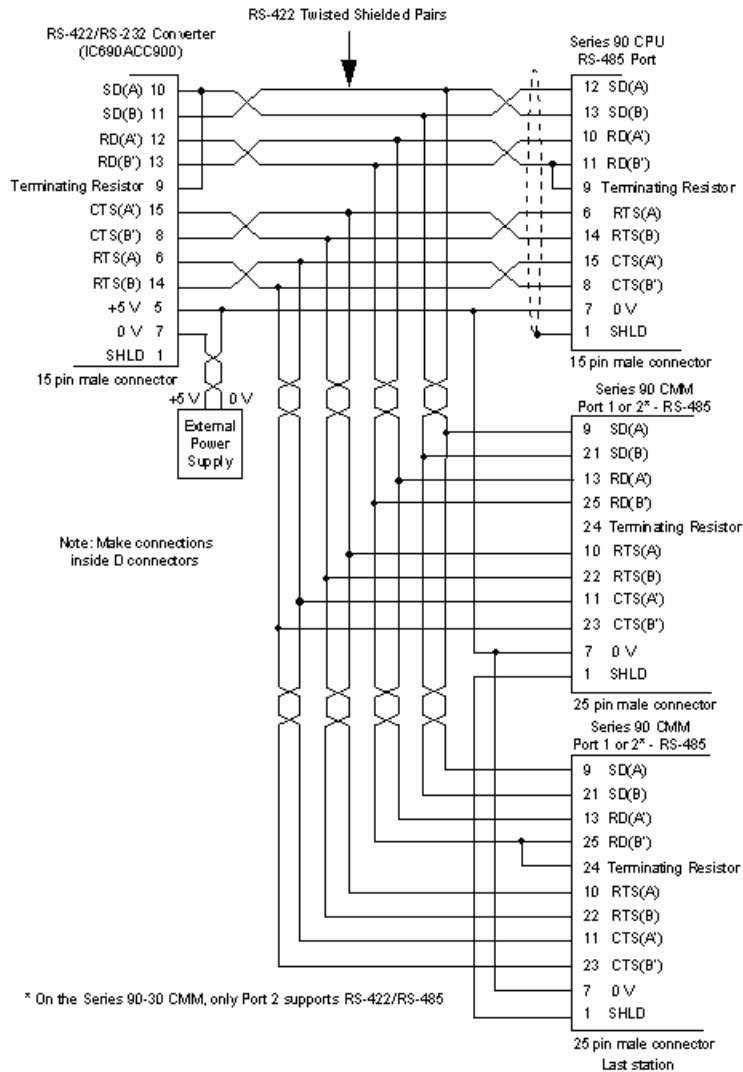 RS-422 Twisted Shielded Pairs
RS-422/RS-232 Converter
(IC690ACC900)
SD(A) 10
SD(B) 11
RD(A') 12
RD(B') 13
Terminating Resistor 9
CTS(A') 15
CTS(B') 8
RTS(A) 6
RTS(B) 14
+5 V 5
0 V 7
SHLD 1
15 pin male connector
+5 V 0 V
External
Power
Supply
Note: Make connections
inside D connectors
Series 90 CPU
RS-485 Port
12 SD(A)
13 SD(B)
10 RD(A')
11 RD(B')
9 Terminating Resistor
6 RTS(A)
14 RTS(B)
15 CTS(A')
8 CTS(B')
7 0 V
1 SHLD
15 pin male connector
Series 90 CMM
Port 1 or 2* - RS-485
9 SD(A)
21 SD(B)
13 RD(A')
25 RD(B')
24 Terminating Resistor
10 RTS(A)
22 RTS(B)
11 CTS(A')
23 CTS(B')
7 0 V
1 SHLD
25 pin male connector
Series 90 CMM
Port 1 or 2* - RS-485
9 SD(A)
21 SD(B)
13 RD(A')
25 RD(B')
24 Terminating Resistor
10 RTS(A)
22 RTS(B)
11 CTS(A')
23 CTS(B')
7 0 V
1 SHLD
25 pin male connector
Last station
* On the Series 90-30 CMM, only Port 2 supports RS-422/RS-485